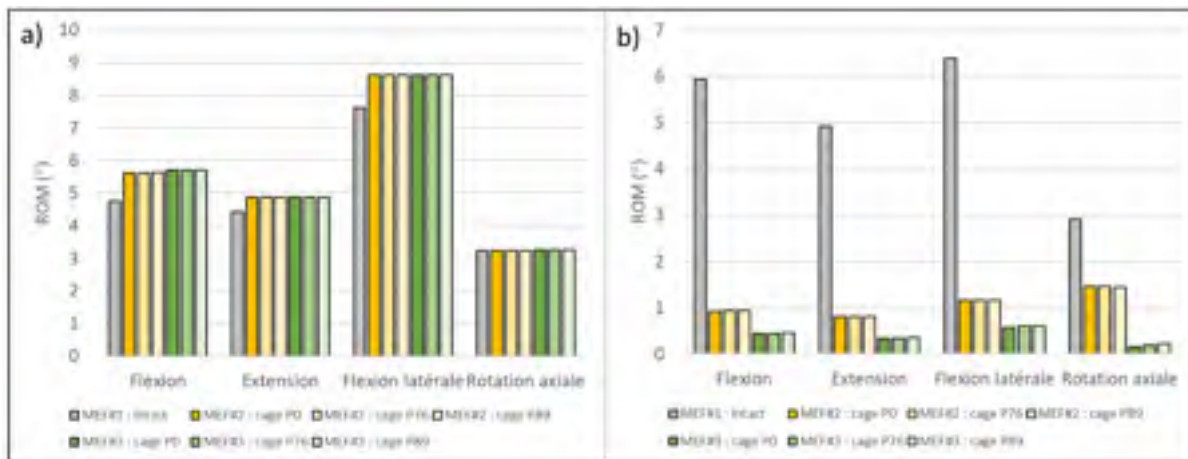 a)
10
9
8
7
6
5
4
3
2
1
0
ROM (°)
Flexion Extension Flexion latérale Rotation axiale
MEF#1 : Intact MEF#2 : cage P0 MEF#2 : cage P76 MEF#2 : cage P89
MEF#3 : cage P0 MEF#3 : cage P76 MEF#3 : cage P89
b)
7
6
5
4
3
2
1
0
ROM (°)
Flexion Extension Flexion latérale Rotation axiale
MEF#1 : Intact MEF#2 : cage P0 MEF#2 : cage P76 MEF#2 : cage P89
MEF#3 : cage P0 MEF#3 : cage P76 MEF#3 : cage P89